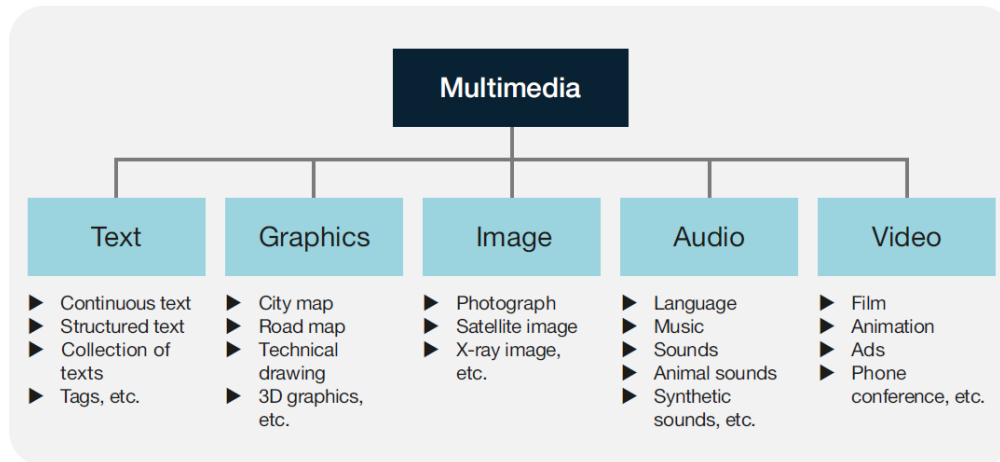 Multimedia
Text
Continuous text
Structured text
Collection of
texts
Tags, etc.
Graphics
City map
Road map
Technical
drawing
3D graphics,
etc.
Image
Photograph
Satellite image
X-ray image,
etc.
Audio
Language
Music
Sounds
Animal sounds
Synthetic
sounds, etc.
Video
Film
Animation
Ads
Phone
conference, etc.